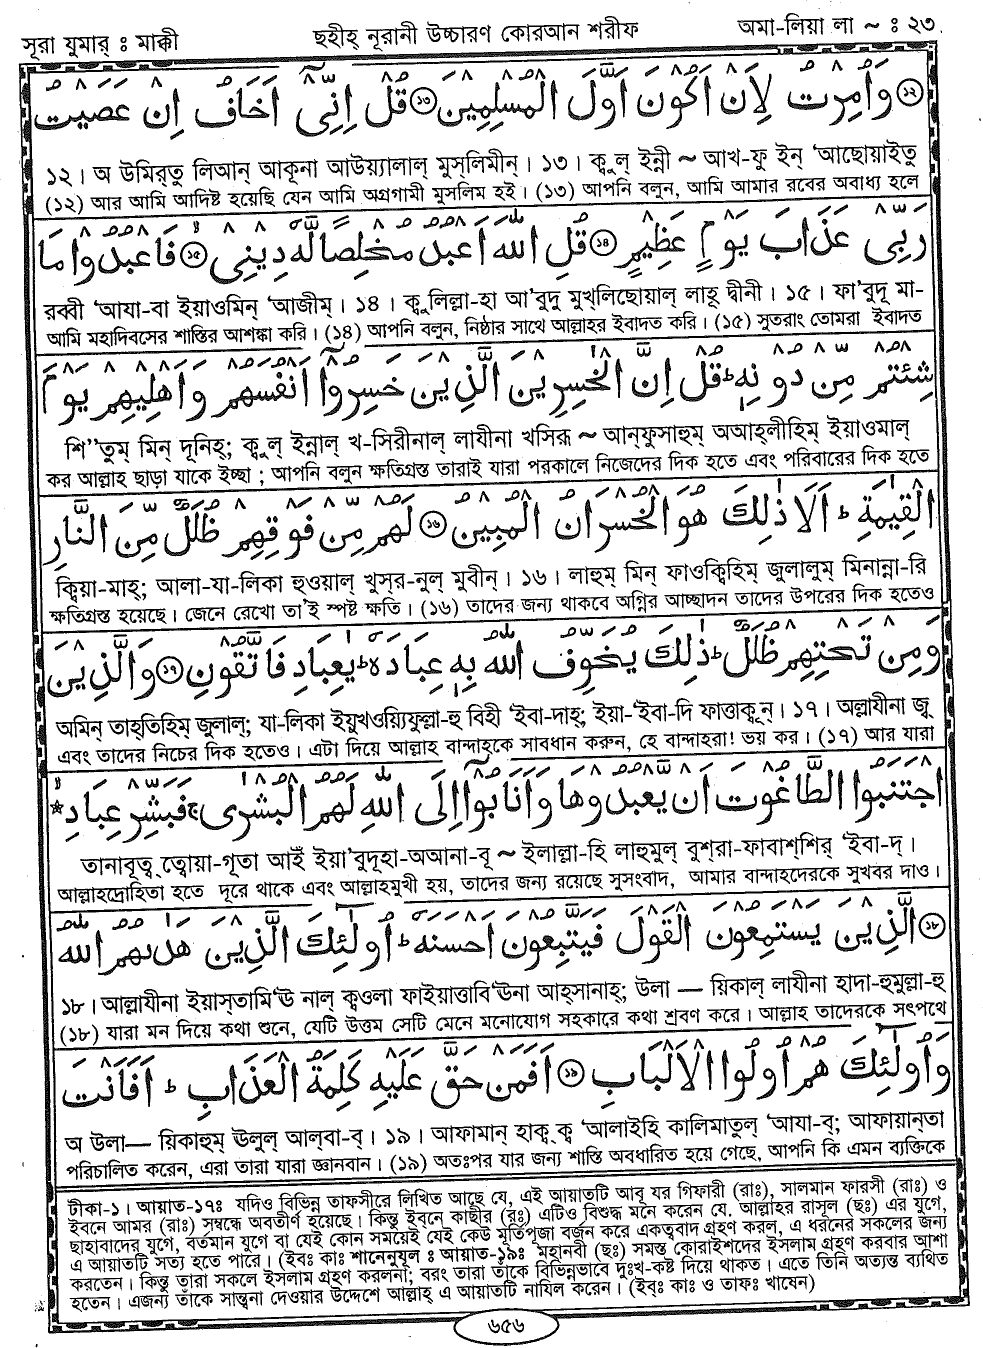 সূরা যুমার্ ঃ মাক্কী ছহীহ্ নূরানী উচ্চারণ কোরআন শরীফ অমা-লিয়া লা ~ ঃ ২৩
⑫ وَأُمِرْتُ لِأَنْ أَكُونَ أَوَّلَ الْمُسْلِمِينَ ⑬ قُلْ إِنِّي أَخَافُ إِنْ عَصَيْتُ
১২। অ উমির্‌তু লিআন্ আকূনা আউয়্যালাল্ মুস্‌লিমীন্। ১৩। ক্বুল্ ইন্নী ~ আখ-ফু ইন্ ‘আছোয়াইতু
(১২) আর আমি আদিষ্ট হয়েছি যেন আমি অগ্রগামী মুসলিম হই। (১৩) আপনি বলুন, আমি আমার রবের অবাধ্য হলে
رَبِّي عَذَابَ يَوْمٍ عَظِيمٍ ⑭ قُلِ اللَّهَ أَعْبُدُ مُخْلِصًا لَّهُ دِينِي ⑮ فَاعْبُدُوا مَا
রব্বী ‘আযা-বা ইয়াওমিন্ ‘আজীম্। ১৪। ক্বুলিল্লা-হা আ’বুদু মুখ্‌লিছোয়াল্ লাহূ দ্বীনী। ১৫। ফা’বুদূ মা-
আমি মহাদিবসের শাস্তির আশঙ্কা করি। (১৪) আপনি বলুন, নিষ্ঠার সাথে আল্লাহর ইবাদত করি। (১৫) সুতরাং তোমরা ইবাদত
شِئْتُمْ مِّنْ دُونِهِ ۗ قُلْ إِنَّ الْخٰسِرِينَ الَّذِينَ خَسِرُوا أَنْفُسَهُمْ وَأَهْلِيهِمْ يَوْمَ
শি’’তুম্ মিন্ দূনিহ্; ক্বুল্ ইন্নাল্ খ-সিরীনাল্ লাযীনা খসিরূ ~ আন্‌ফুসাহুম্ অআহ্‌লীহিম্ ইয়াওমাল্
কর আল্লাহ ছাড়া যাকে ইচ্ছা ; আপনি বলুন ক্ষতিগ্রস্ত তারাই যারা পরকালে নিজেদের দিক হতে এবং পরিবারের দিক হতে
الْقِيٰمَةِ ۗ أَلَا ذٰلِكَ هُوَ الْخُسْرَانُ الْمُبِينُ ⑯ لَهُمْ مِّنْ فَوْقِهِمْ ظُلَلٌ مِّنَ النَّارِ
ক্বিয়া-মাহ্; আলা-যা-লিকা হুওয়াল্ খুস্‌র-নুল্ মুবীন্। ১৬। লাহুম্ মিন্ ফাওক্বিহিম্ জুলালুম্ মিনান্না-রি
ক্ষতিগ্রস্ত হয়েছে। জেনে রেখো তা’ই স্পষ্ট ক্ষতি। (১৬) তাদের জন্য থাকবে অগ্নির আচ্ছাদন তাদের উপরের দিক হতেও
وَمِنْ تَحْتِهِمْ ظُلَلٌ ۗ ذٰلِكَ يُخَوِّفُ اللَّهُ بِهِ عِبَادَهُ ۗ يٰعِبَادِ فَاتَّقُونِ ⑰ وَالَّذِينَ
অমিন্ তাহ্‌তিহিম্ জুলাল্; যা-লিকা ইয়ুখওয়্যিফুল্লা-হু বিহী ‘ইবা-দাহ্; ইয়া-‘ইবা-দি ফাত্তাক্বূন্। ১৭। অল্লাযীনা জ্ব
এবং তাদের নিচের দিক হতেও। এটা দিয়ে আল্লাহ বান্দাহকে সাবধান করুন, হে বান্দাহরা! ভয় কর। (১৭) আর যারা
اجْتَنَبُوا الطَّاغُوتَ أَنْ يَعْبُدُوهَا وَأَنَابُوا إِلَى اللَّهِ لَهُمُ الْبُشْرٰى ۚ فَبَشِّرْ عِبَادِ
তানাবূত্ব্ ত্বোয়া-গূতা আইঁ ইয়া’বুদূহা-অআনা-বূ ~ ইলাল্লা-হি লাহুমুল্ বুশ্‌রা-ফাবাশ্‌শির্ ‘ইবা-দ্।
আল্লাহদ্রোহিতা হতে দূরে থাকে এবং আল্লাহমুখী হয়, তাদের জন্য রয়েছে সুসংবাদ, আমার বান্দাহদেরকে সুখবর দাও।
⑱ الَّذِينَ يَسْتَمِعُونَ الْقَوْلَ فَيَتَّبِعُونَ أَحْسَنَهُ ۗ أُولٰئِكَ الَّذِينَ هَدٰىهُمُ اللَّهُ
১৮। আল্লাযীনা ইয়াস্‌তামি‘ঊ নাল্ ক্বওলা ফাইয়াত্তাবি‘ঊনা আহ্‌সানাহ্; উলা — য়িকাল্ লাযীনা হাদা-হুমুল্লা-হু
(১৮) যারা মন দিয়ে কথা শুনে, যেটি উত্তম সেটি মেনে মনোযোগ সহকারে কথা শ্রবণ করে। আল্লাহ তাদেরকে সৎপথে
وَأُولٰئِكَ هُمْ أُولُوا الْأَلْبَابِ ⑲ أَفَمَنْ حَقَّ عَلَيْهِ كَلِمَةُ الْعَذَابِ ۗ أَفَأَنْتَ
অ উলা— য়িকাহুম্ ঊলুল্ আল্‌বা-ব্। ১৯। আফামান্ হাক্ব্ ক্ব ‘আলাইহি কালিমাতুল্ ‘আযা-ব্; আফায়ান্‌তা
পরিচালিত করেন, এরা তারা যারা জ্ঞানবান। (১৯) অতঃপর যার জন্য শাস্তি অবধারিত হয়ে গেছে, আপনি কি এমন ব্যক্তিকে
টীকা-১। আয়াত-১৭ঃ যদিও বিভিন্ন তাফসীরে লিখিত আছে যে, এই আয়াতটি আবূ যর গিফারী (রাঃ), সালমান ফারসী (রাঃ) ও
ইবনে আমর (রাঃ) সম্বন্ধে অবতীর্ণ হয়েছে। কিন্তু ইবনে কাছীর (রঃ) এটিও বিশুদ্ধ মনে করেন যে, আল্লাহর রাসূল (ছঃ) এর যুগে,
ছাহাবাদের যুগে, বর্তমান যুগে বা যেই কোন সময়েই যেই কেউ মূর্তিপূজা বর্জন করে একত্ববাদ গ্রহণ করল, এ ধরনের সকলের জন্য
এ আয়াতটি সত্য হতে পারে। (ইবঃ কাঃ শানেনুযূল ঃ আয়াত-১৯ঃ মহানবী (ছঃ) সমস্ত কোরাইশদের ইসলাম গ্রহণ করবার আশা
করতেন। কিন্তু তারা সকলে ইসলাম গ্রহণ করলনা; বরং তারা তাঁকে বিভিন্নভাবে দুঃখ-কষ্ট দিয়ে থাকত। এতে তিনি অত্যন্ত ব্যথিত
হতেন। এজন্য তাঁকে সান্ত্বনা দেওয়ার উদ্দেশে আল্লাহ্ এ আয়াতটি নাযিল করেন। (ইব্ঃ কাঃ ও তাফঃ খাযেন)
৬৫৬